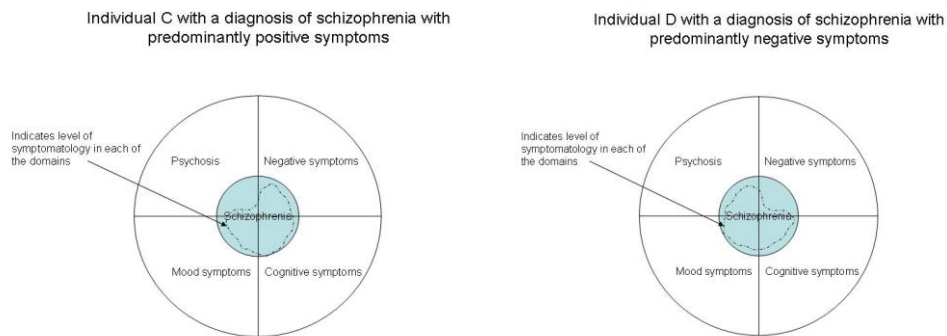 Individual C with a diagnosis of schizophrenia with
predominantly positive symptoms
Indicates level of
symptomatology in each of
the domains
Psychosis
Negative symptoms
Schizophrenia
Mood symptoms
Cognitive symptoms
Individual D with a diagnosis of schizophrenia with
predominantly negative symptoms
Indicates level of
symptomatology in each of
the domains
Psychosis
Negative symptoms
Schizophrenia
Mood symptoms
Cognitive symptoms